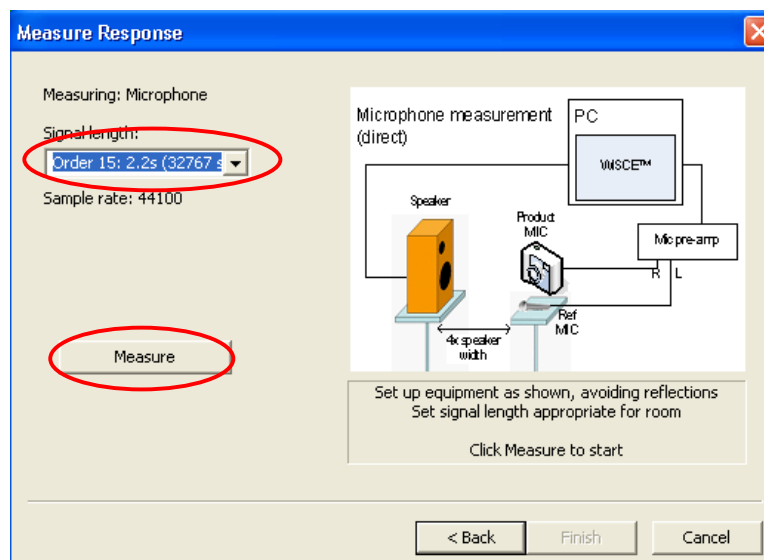 Measure Response
Measuring: Microphone
Signal length:
Order 15: 2.2s (32767 s
Sample rate: 44100
Measure
Microphone measurement
(direct)
PC
WISCE™
Speaker
Product
MIC
Mic pre-amp
R L
Ref
MIC
4x speaker
width
Set up equipment as shown, avoiding reflections
Set signal length appropriate for room
Click Measure to start
< Back
Finish
Cancel